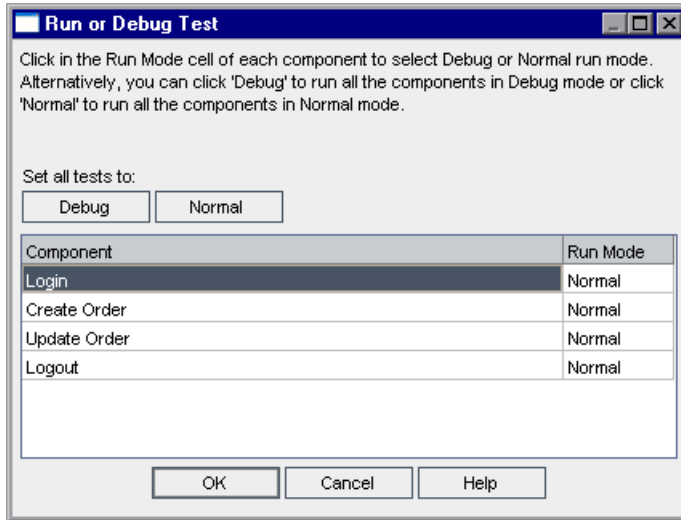 Run or Debug Test
Click in the Run Mode cell of each component to select Debug or Normal run mode.
Alternatively, you can click 'Debug' to run all the components in Debug mode or click
'Normal' to run all the components in Normal mode.
Set all tests to:
Debug Normal
Component Run Mode
Login Normal
Create Order Normal
Update Order Normal
Logout Normal
OK Cancel Help